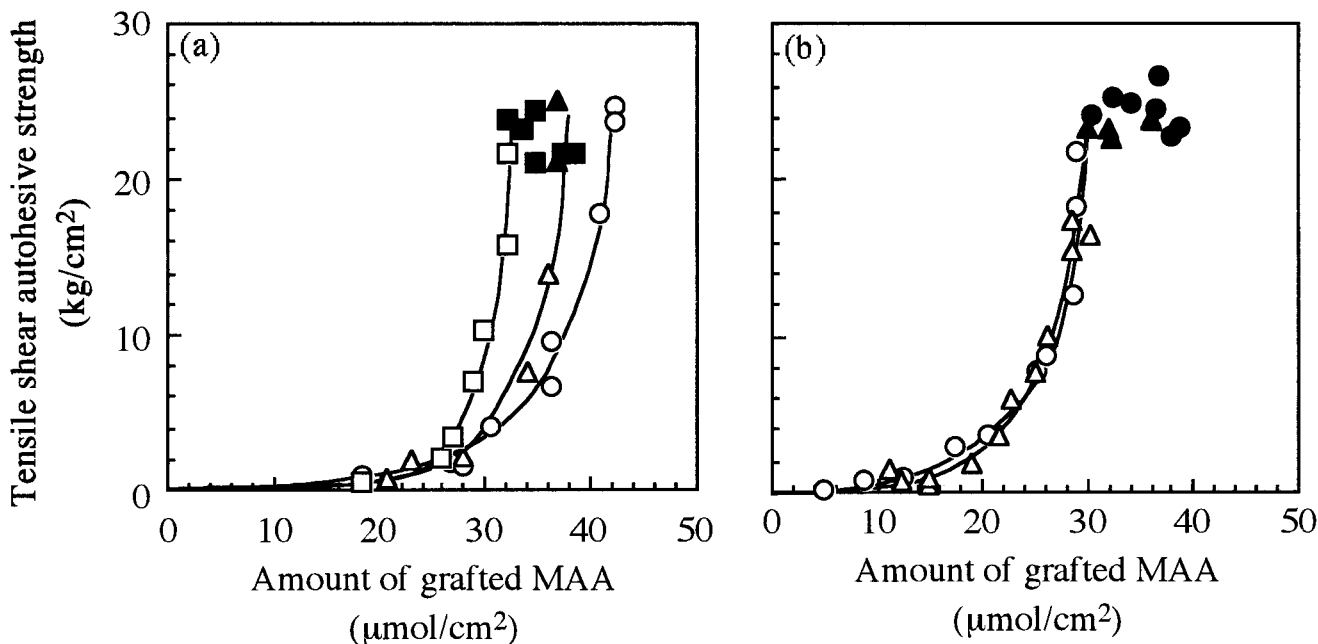 Tensile shear autohesive strength
(kg/cm²)
30
20
10
0
(a)
0 10 20 30 40 50
Amount of grafted MAA
(μmol/cm²)
(b)
0 10 20 30 40 50
Amount of grafted MAA
(μmol/cm²)